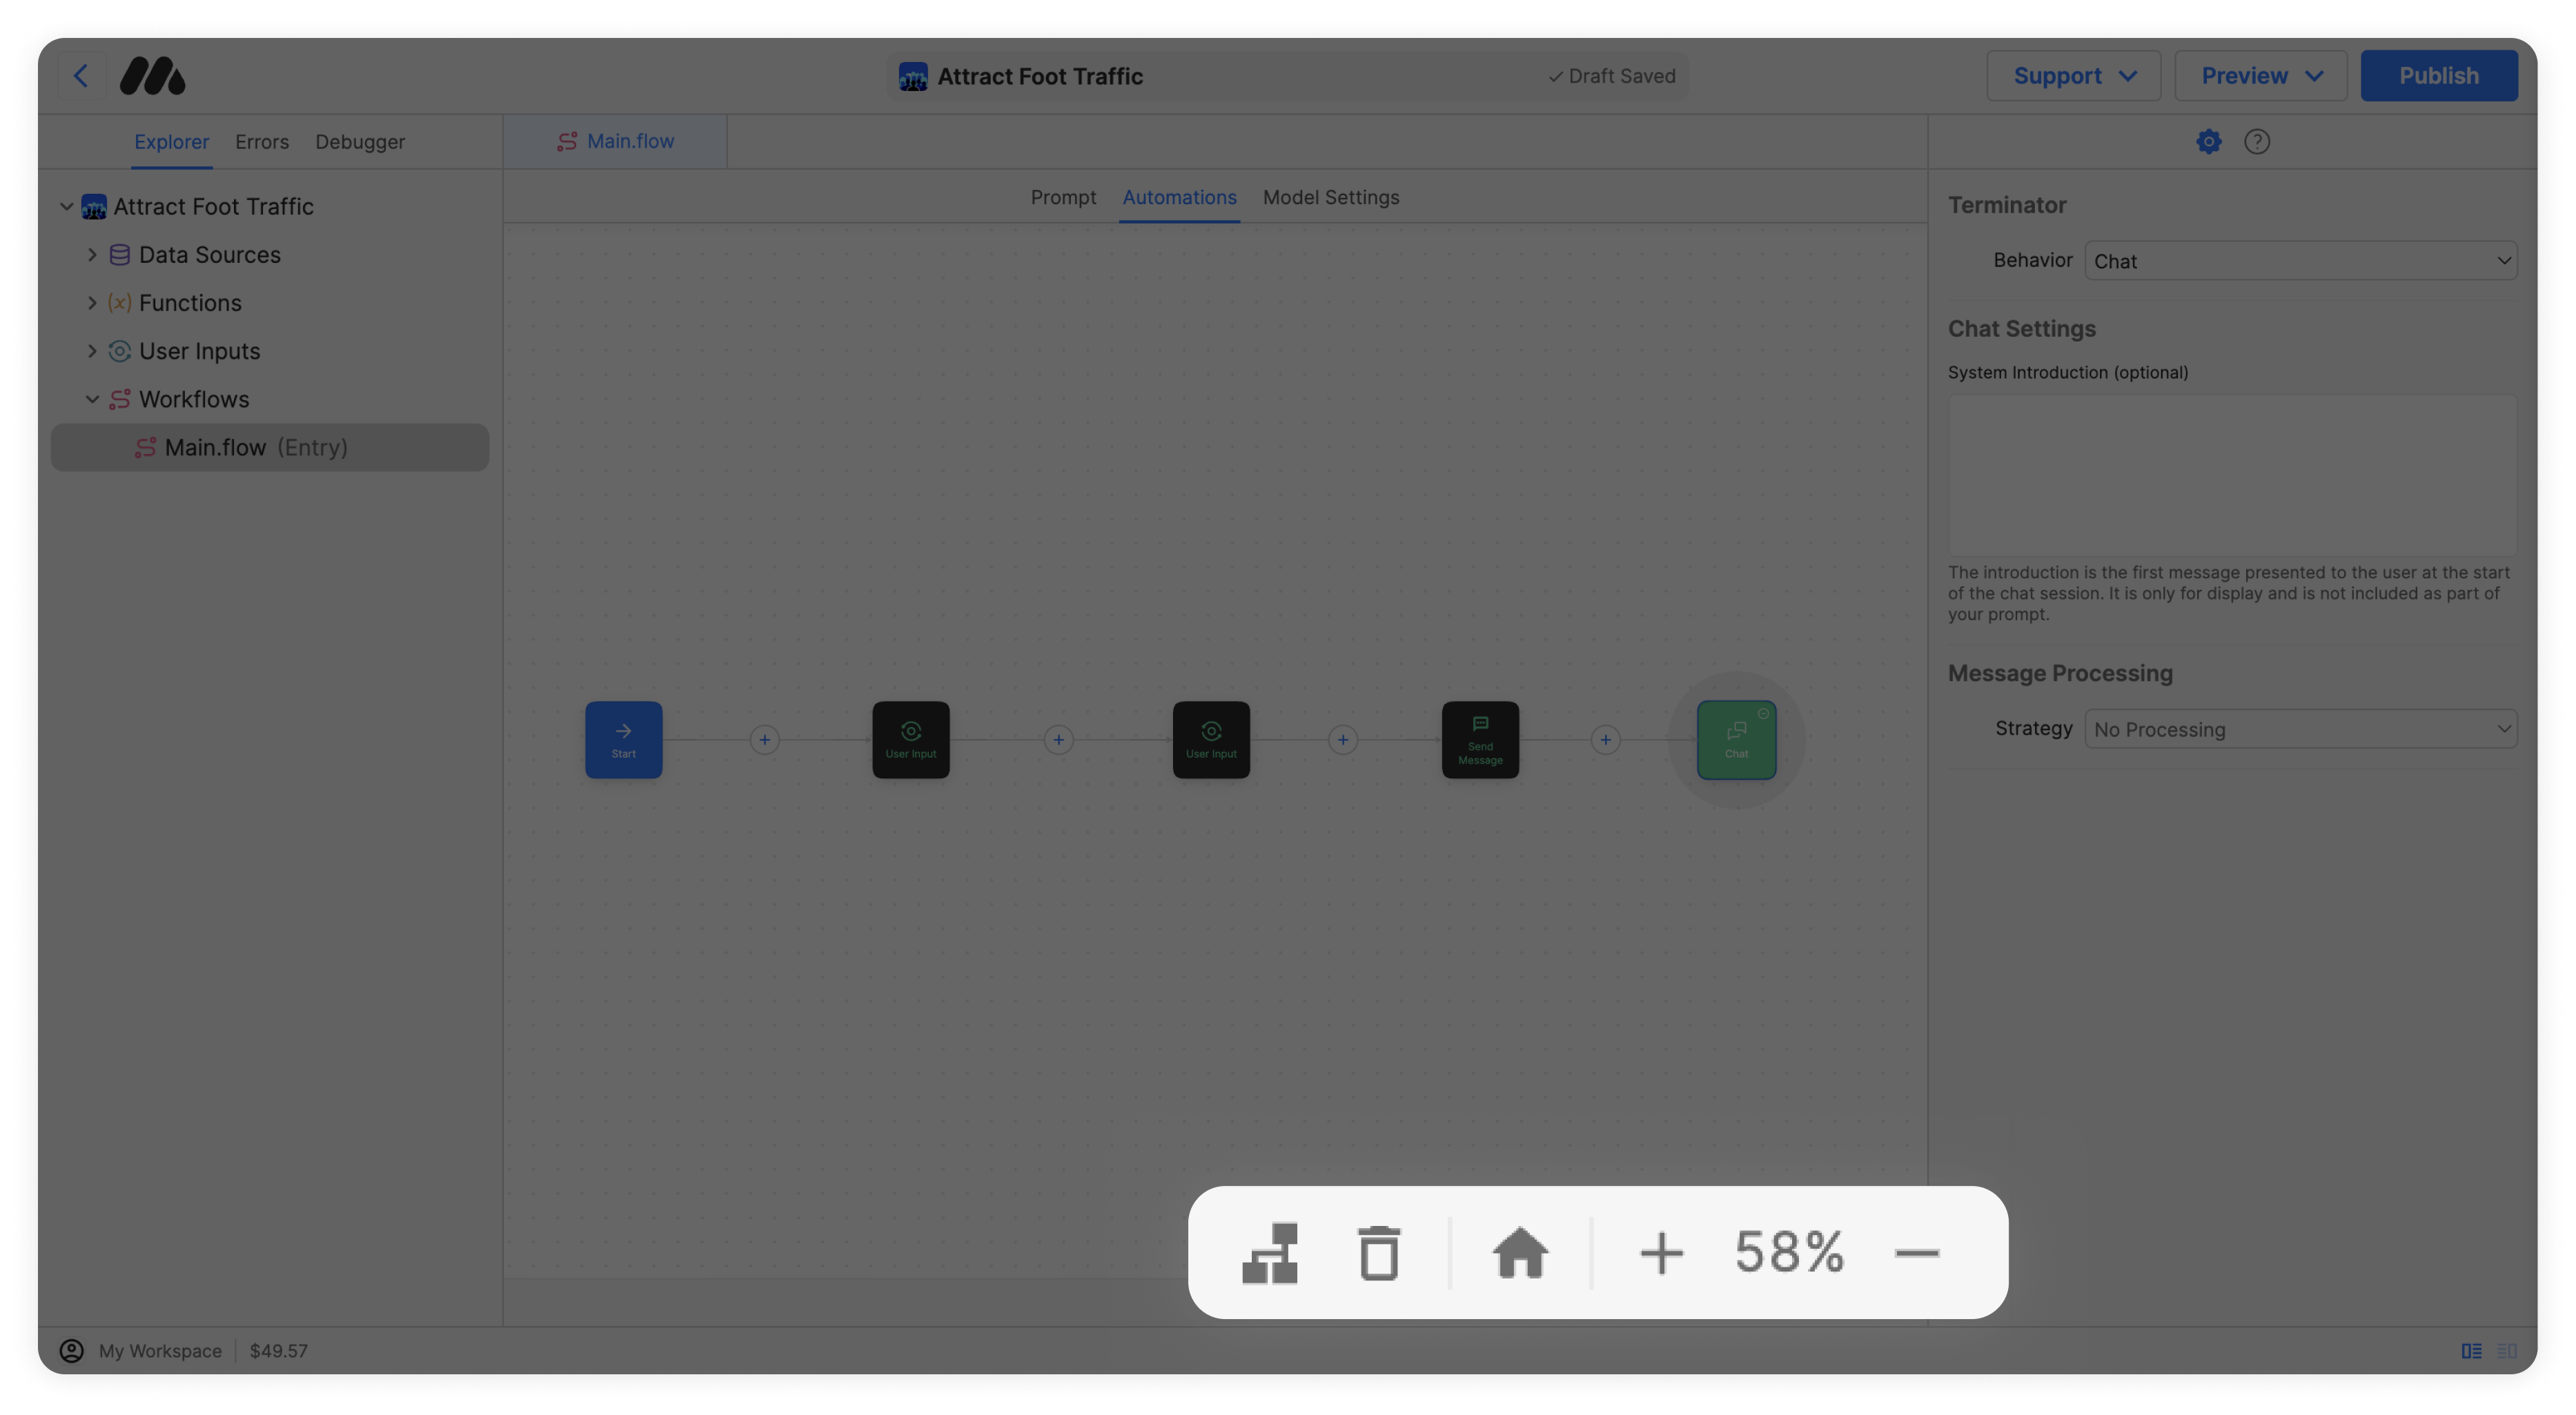 Attract Foot Traffic
Draft Saved
Support
Preview
Publish
Explorer
Errors
Debugger
Main.flow
Attract Foot Traffic
Data Sources
(x) Functions
User Inputs
Workflows
Main.flow (Entry)
Prompt
Automations
Model Settings
Start
User Input
User Input
Send
Message
Chat
Terminator
Behavior
Chat
Chat Settings
System Introduction (optional)
The introduction is the first message presented to the user at the start
of the chat session. It is only for display and is not included as part of
your prompt.
Message Processing
Strategy
No Processing
58%
My Workspace
$49.57